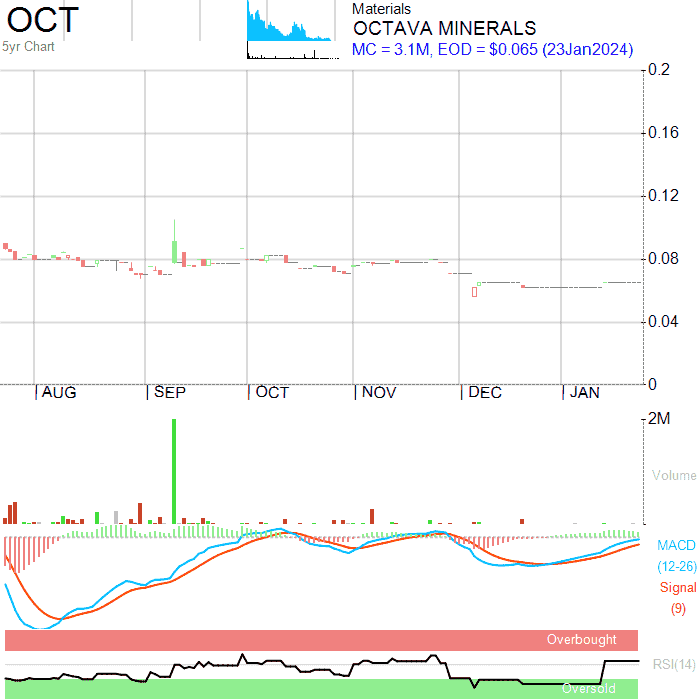 OCT
5yr Chart
Materials
OCTAVA MINERALS
MC = 3.1M, EOD = $0.065 (23Jan2024)
0.2
0.16
0.12
0.08
0.04
0
AUG SEP OCT NOV DEC JAN
2M
Volume
MACD
(12-26)
Signal
(9)
Overbought
RSI(14)
Oversold